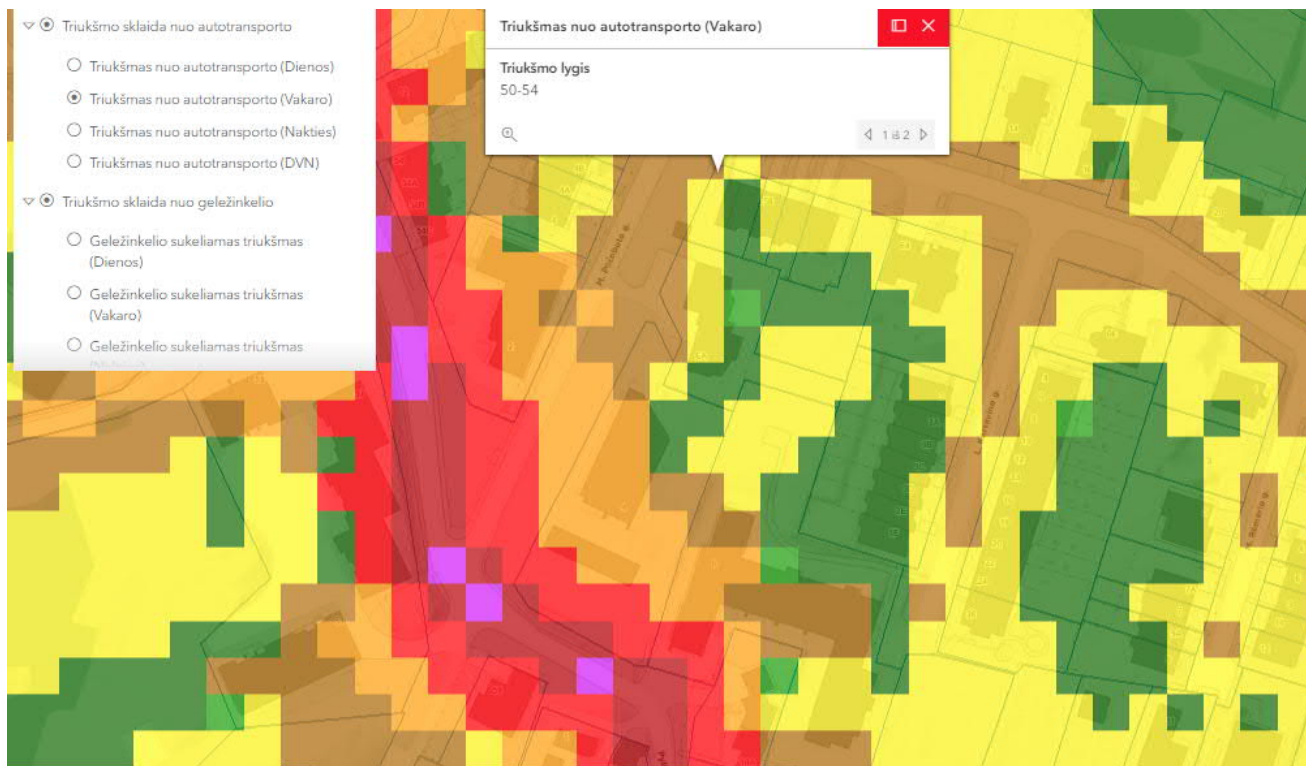 Triukšmo sklaida nuo autotransporto
Triukšmas nuo autotransporto (Dienos)
Triukšmas nuo autotransporto (Vakaro)
Triukšmas nuo autotransporto (Nakties)
Triukšmas nuo autotransporto (DVN)
Triukšmo sklaida nuo geležinkelio
Geležinkelio sukeliamas triukšmas
(Dienos)
Geležinkelio sukeliamas triukšmas
(Vakaro)
Geležinkelio sukeliamas triukšmas
Triukšmas nuo autotransporto (Vakaro)
Triukšmo lygis
50-54
1 iš 2